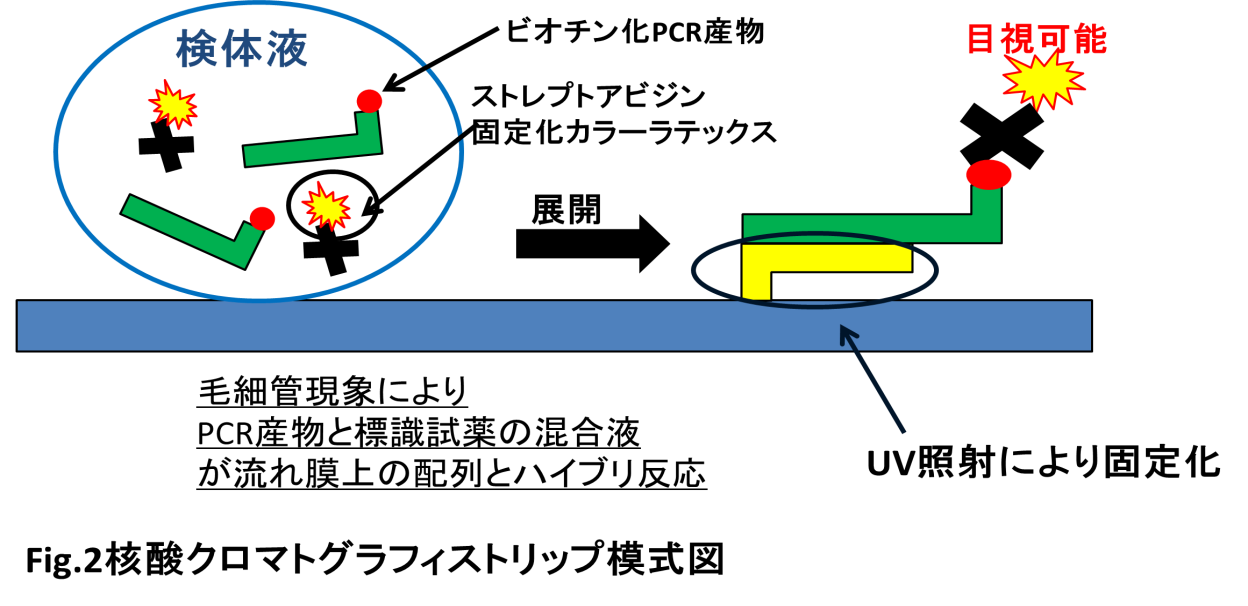 検体液
ビオチン化PCR産物
ストレプトアビジン
固定化カラーラテックス
展開
目視可能
毛細管現象により
PCR産物と標識試薬の混合液
が流れ膜上の配列とハイブリ反応
UV照射により固定化
Fig.2核酸クロマトグラフィストリップ模式図